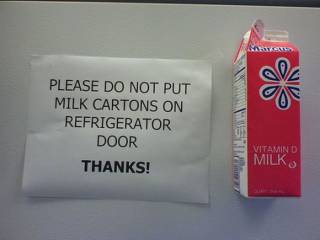 PLEASE DO NOT PUT
MILK CARTONS ON
REFRIGERATOR
DOOR
THANKS!
Marcus
VITAMIN D
MILK